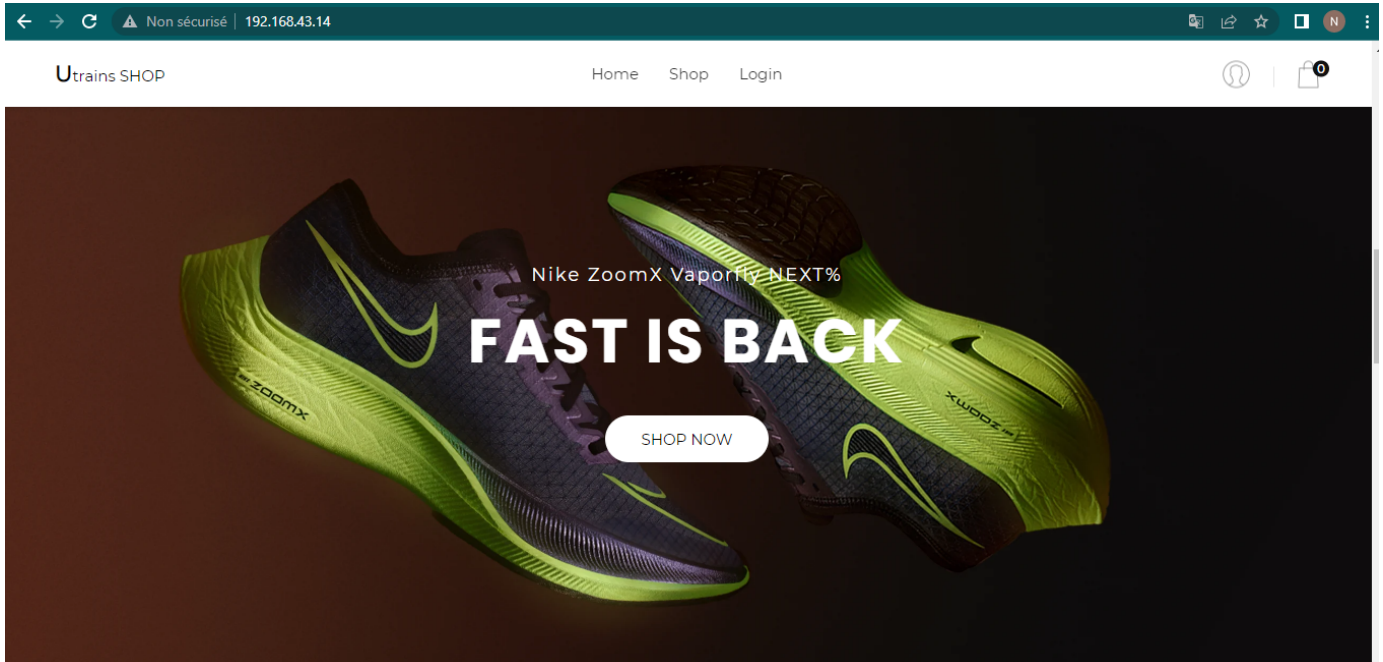 Non sécurisé 192.168.43.14
N
Utrains SHOP
Home Shop Login
0
Nike ZoomX Vaporfly NEXT%
FAST IS BACK
SHOP NOW
ZOOMX
ZOOMX